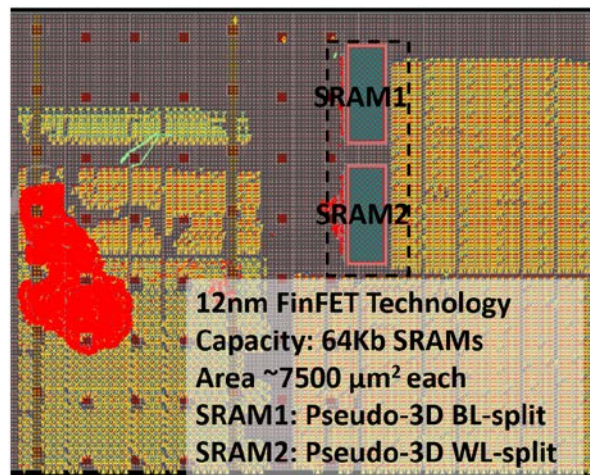 SRAM1
SRAM2
12nm FinFET Technology
Capacity: 64Kb SRAMs
Area ~7500 µm² each
SRAM1: Pseudo-3D BL-split
SRAM2: Pseudo-3D WL-split